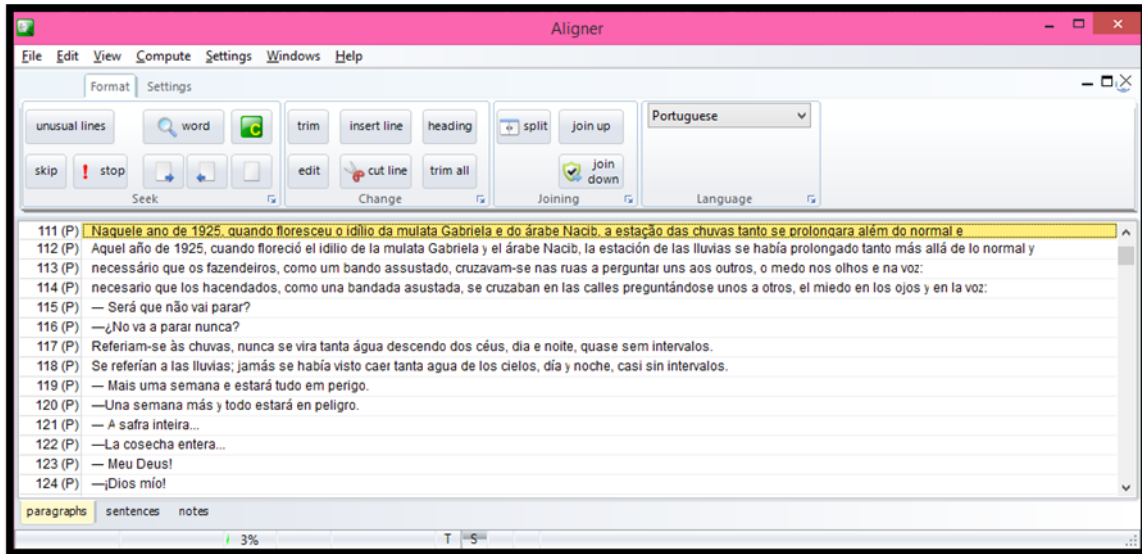 Aligner
File Edit View Compute Settings Windows Help
Format Settings
unusual lines word C trim insert line heading split join up Portuguese
skip ! stop edit cut line trim all join down
Seek Change Joining Language
111 (P) Naquele ano de 1925, quando floresceu o idílio da mulata Gabriela e do árabe Nacib, a estação das chuvas tanto se prolongara além do normal e
112 (P) Aquel año de 1925, cuando floreció el idilio de la mulata Gabriela y el árabe Nacib, la estación de las lluvias se había prolongado tanto más allá de lo normal y
113 (P) necessário que os fazendeiros, como um bando assustado, cruzavam-se nas ruas a perguntar uns aos outros, o medo nos olhos e na voz:
114 (P) necesario que los hacendados, como una bandada asustada, se cruzaban en las calles preguntándose unos a otros, el miedo en los ojos y en la voz:
115 (P) — Será que não vai parar?
116 (P) —¿No va a parar nunca?
117 (P) Referiam-se às chuvas, nunca se vira tanta água descendo dos céus, dia e noite, quase sem intervalos.
118 (P) Se referían a las lluvias; jamás se había visto caer tanta agua de los cielos, día y noche, casi sin intervalos.
119 (P) — Mais uma semana e estará tudo em perigo.
120 (P) —Una semana más y todo estará en peligro.
121 (P) — A safra inteira...
122 (P) —La cosecha entera...
123 (P) — Meu Deus!
124 (P) —¡Dios mío!
paragraphs sentences notes
3% T S